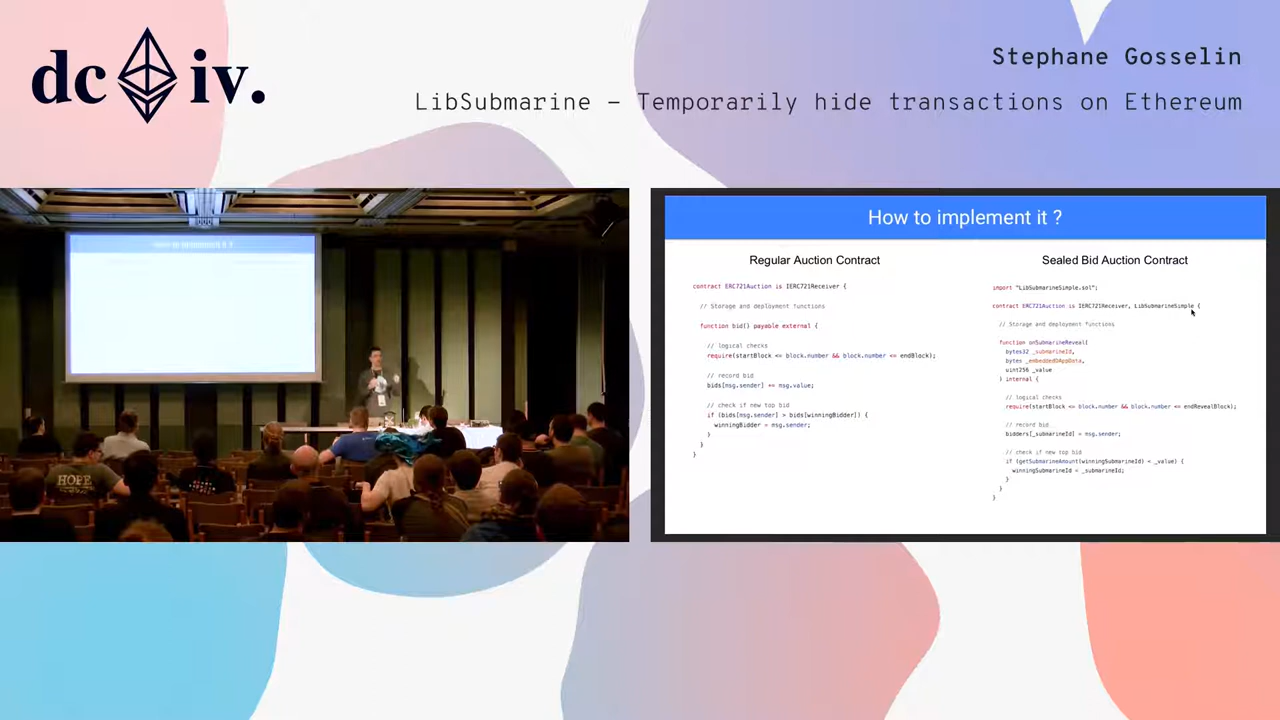 dc iv.
Stephane Gosselin
LibSubmarine – Temporarily hide transactions on Ethereum
How to implement it ?
HOPE
How to implement it ?
Regular Auction Contract
contract ERC721Auction is IERC721Receiver {
// Storage and deployment functions
function bid() payable external {
// logical checks
require(startBlock <= block.number && block.number <= endBlock);
// record bid
bids[msg.sender] += msg.value;
// check if new top bid
if (bids[msg.sender] > bids[winningBidder]) {
winningBidder = msg.sender;
}
}
}
Sealed Bid Auction Contract
import "LibSubmarineSimple.sol";
contract ERC721Auction is IERC721Receiver, LibSubmarineSimple {
// Storage and deployment functions
function onSubmarineReveal(
bytes32 _submarineId,
bytes _embeddedDAppData,
uint256 _value
) internal {
// logical checks
require(startBlock <= block.number && block.number <= endRevealBlock);
// record bid
bidders[_submarineId] = msg.sender;
// check if new top bid
if (getSubmarineAmount(winningSubmarineId) < _value) {
winningSubmarineId = _submarineId;
}
}
}